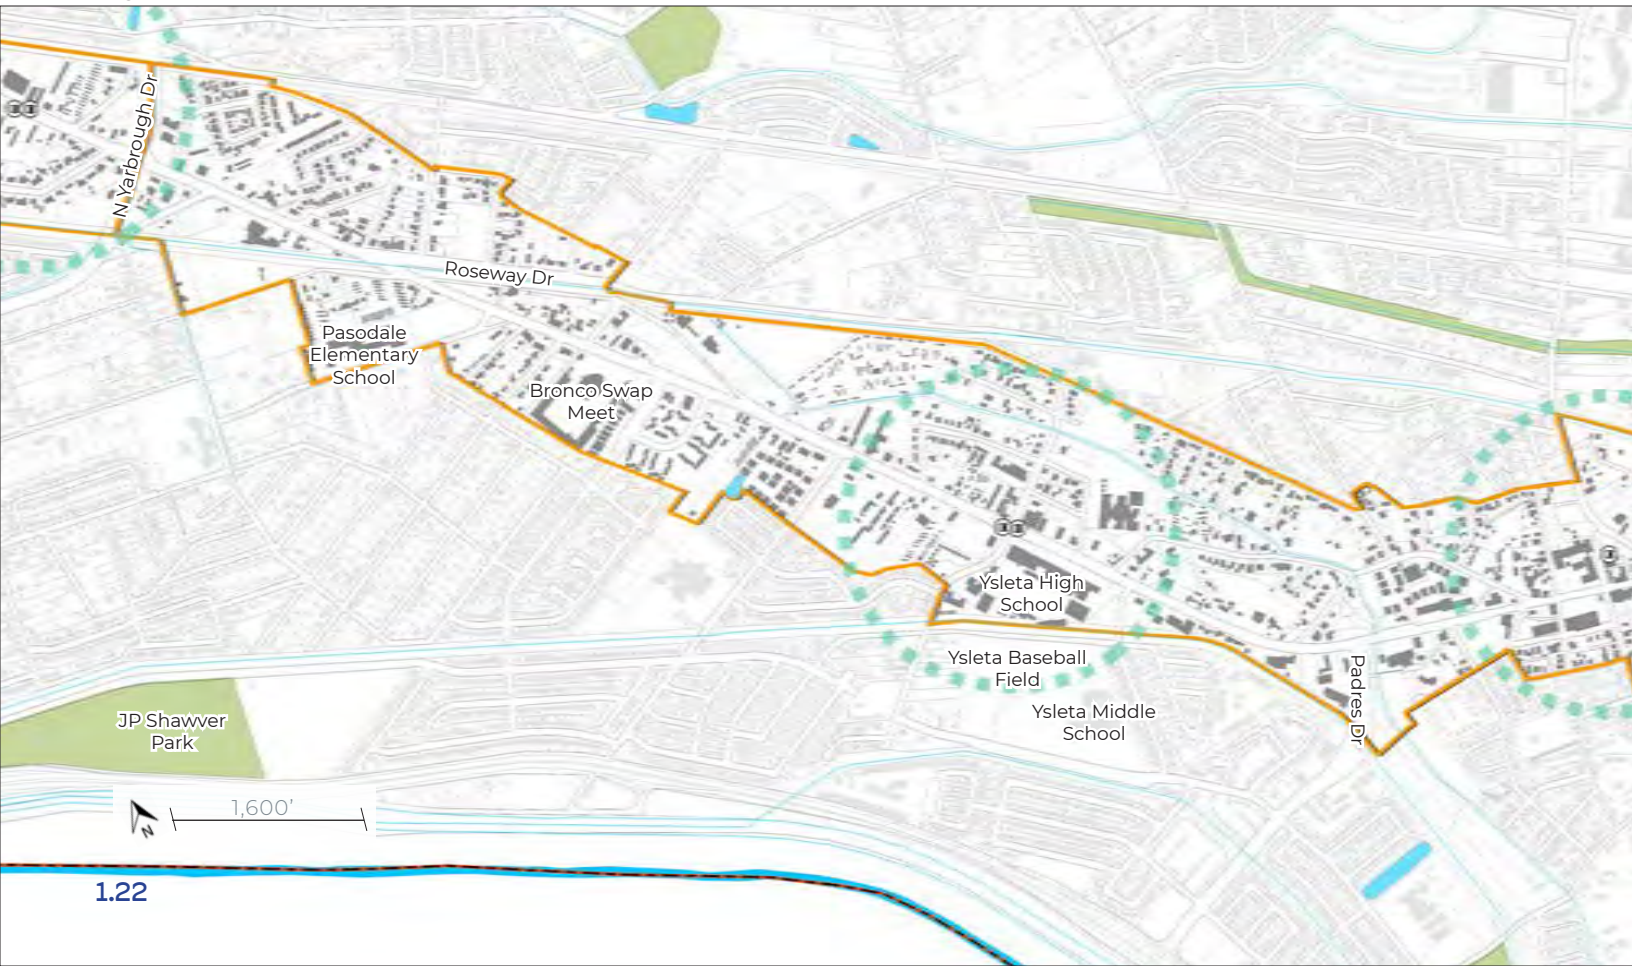 N Yarbrough Dr
Roseway Dr
Pasodale
Elementary
School
Bronco Swap
Meet
Ysleta High
School
Ysleta Baseball
Field
Ysleta Middle
School
Padres Dr
JP Shawver
Park
N
1,600’
1.22